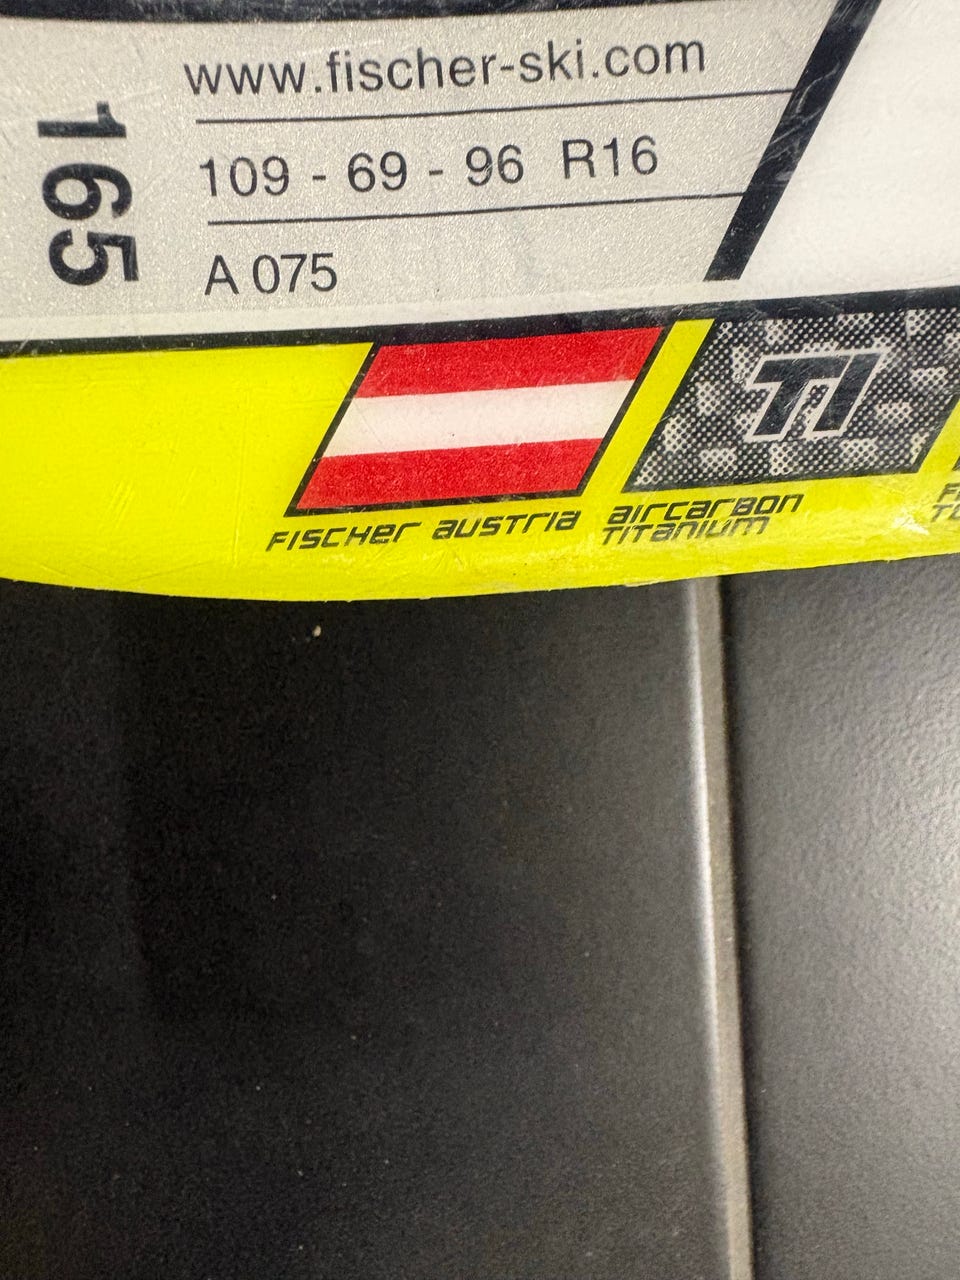 www.fischer-ski.com
165
109 - 69 - 96 R16
A 075
TI
FISCHER AUSTRIA
AIRCARBON
TITANIUM